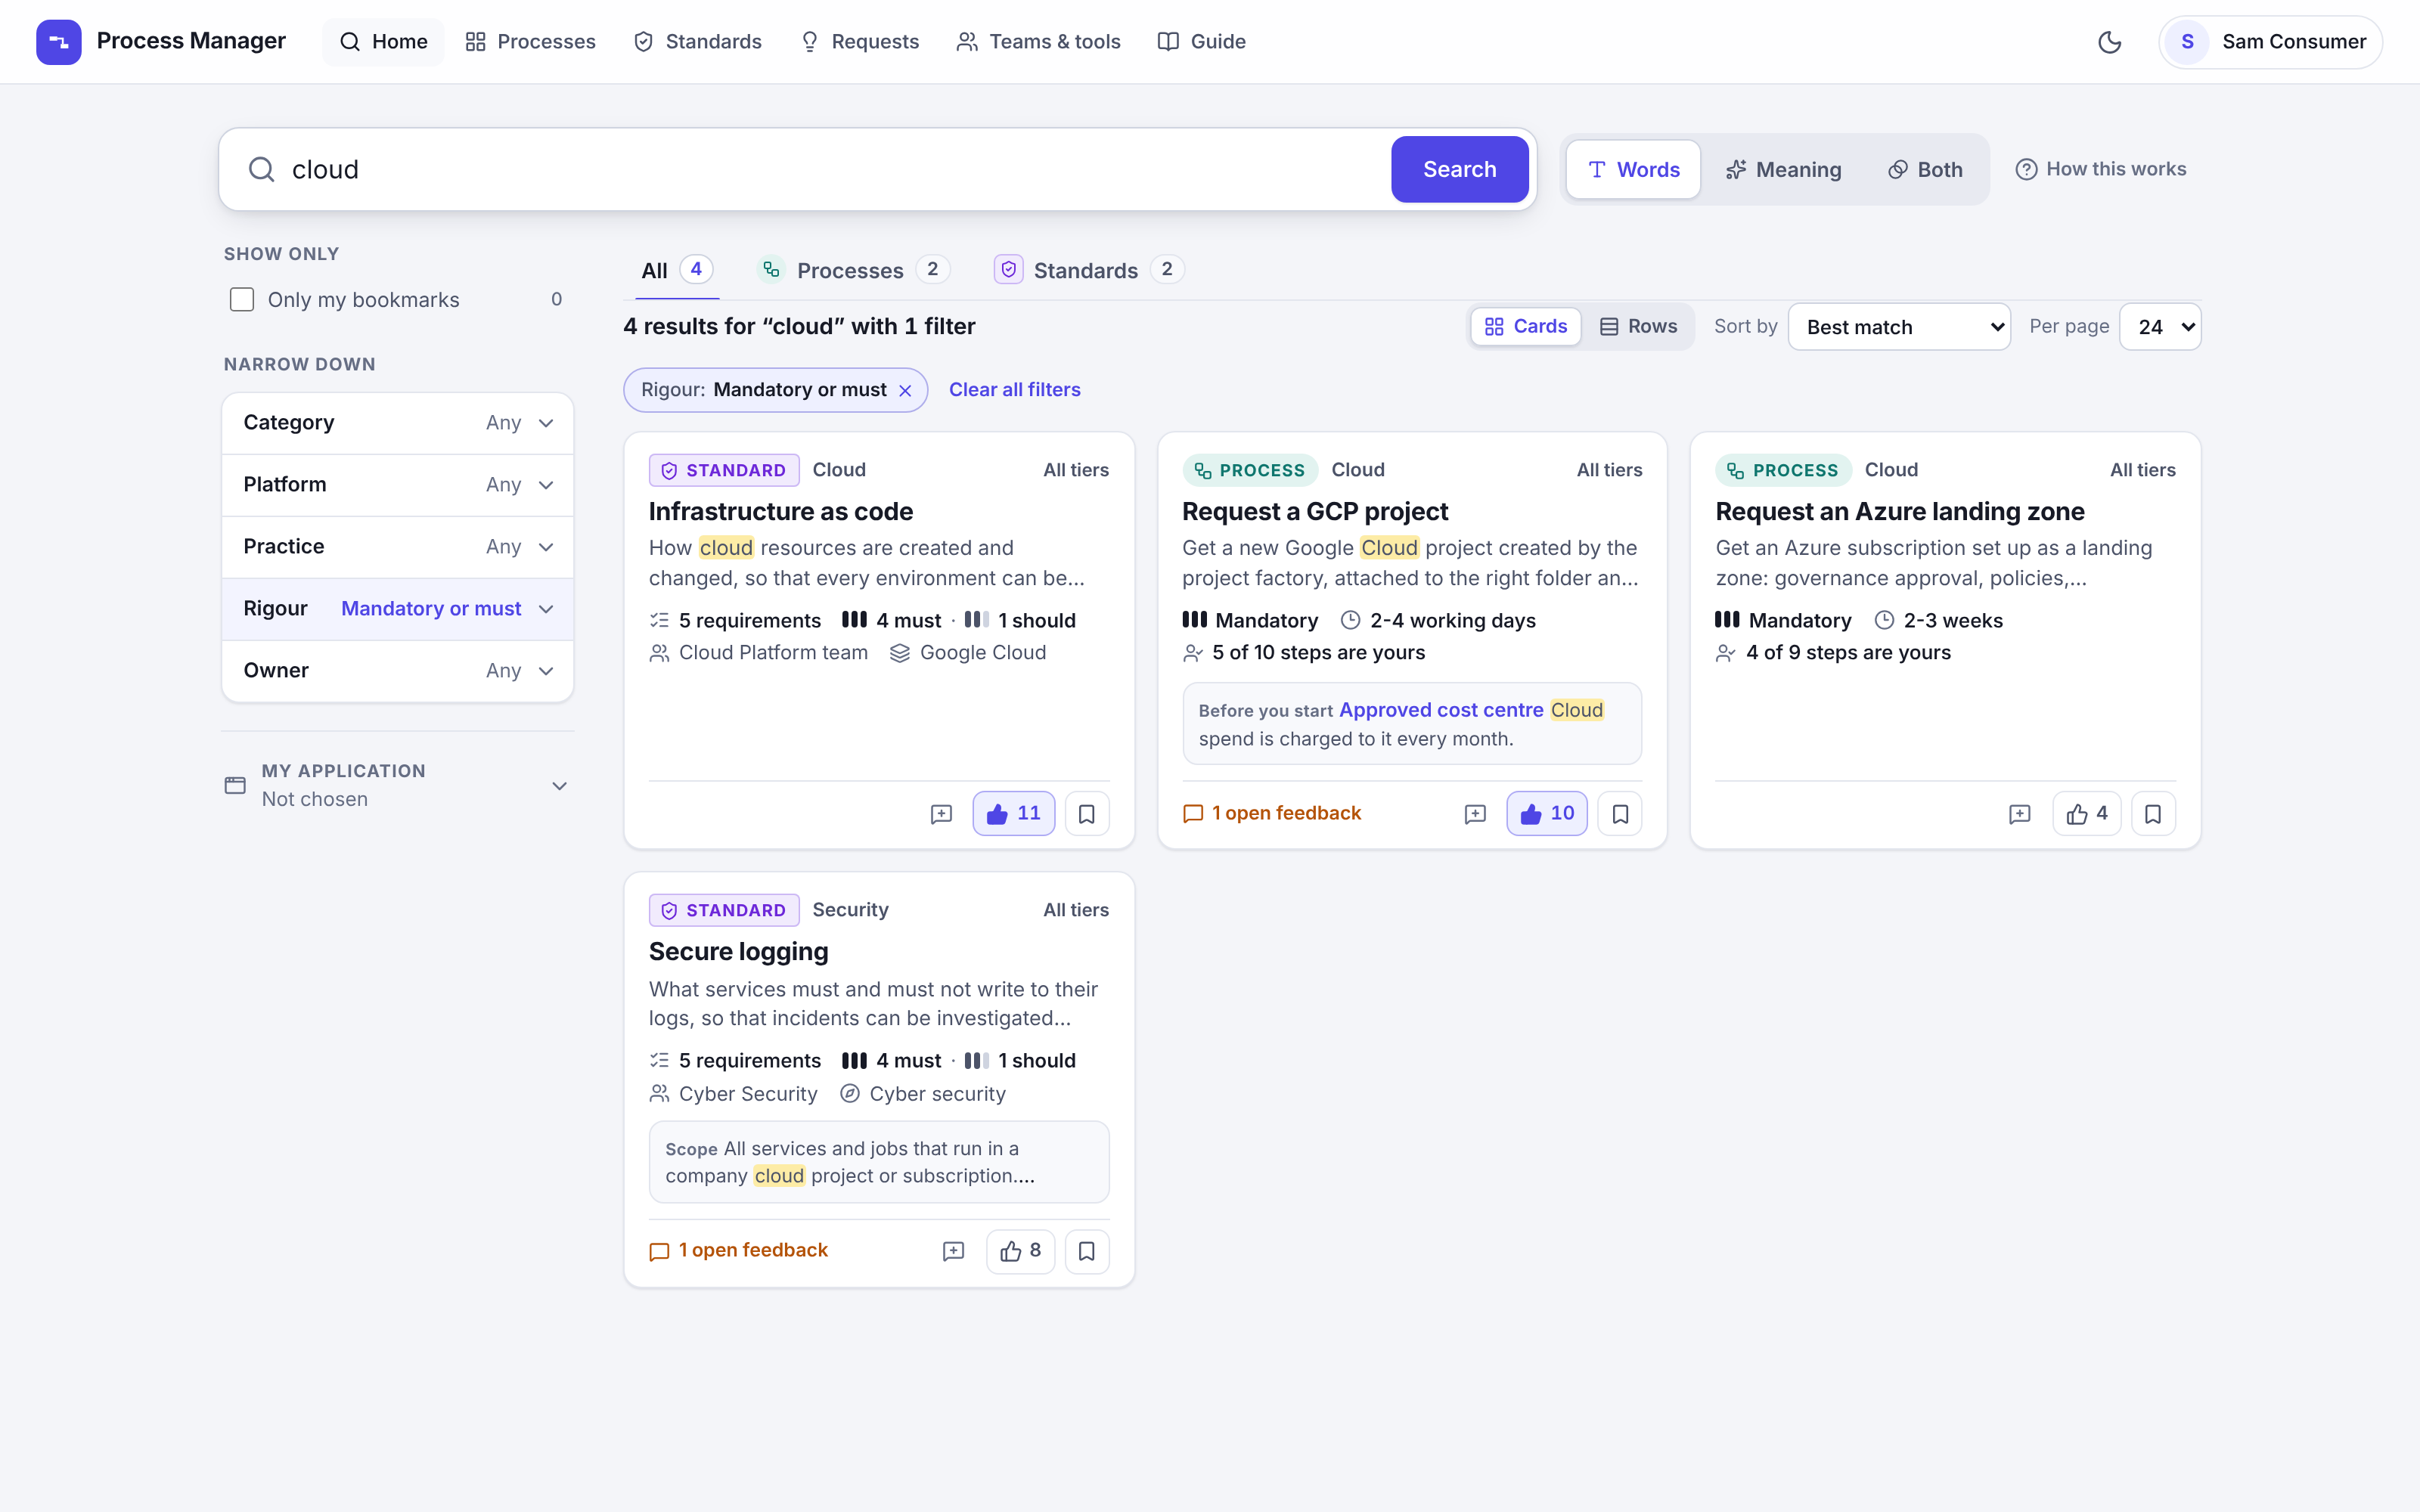 Process Manager
Home
Processes
Standards
Requests
Teams & tools
Guide
S
Sam Consumer
cloud
Search
Words
Meaning
Both
How this works
SHOW ONLY
Only my bookmarks 0
NARROW DOWN
Category Any
Platform Any
Practice Any
Rigour Mandatory or must
Owner Any
MY APPLICATION
Not chosen
All 4
Processes 2
Standards 2
4 results for “cloud” with 1 filter
Cards
Rows
Sort by Best match
Per page 24
Rigour: Mandatory or must
Clear all filters
STANDARD Cloud All tiers
Infrastructure as code
How cloud resources are created and
changed, so that every environment can be...
5 requirements 4 must · 1 should
Cloud Platform team Google Cloud
11
PROCESS Cloud All tiers
Request a GCP project
Get a new Google Cloud project created by the
project factory, attached to the right folder an...
Mandatory 2-4 working days
5 of 10 steps are yours
Before you start Approved cost centre Cloud
spend is charged to it every month.
1 open feedback 10
PROCESS Cloud All tiers
Request an Azure landing zone
Get an Azure subscription set up as a landing
zone: governance approval, policies,...
Mandatory 2-3 weeks
4 of 9 steps are yours
4
STANDARD Security All tiers
Secure logging
What services must and must not write to their
logs, so that incidents can be investigated...
5 requirements 4 must · 1 should
Cyber Security Cyber security
Scope All services and jobs that run in a
company cloud project or subscription....
1 open feedback 8